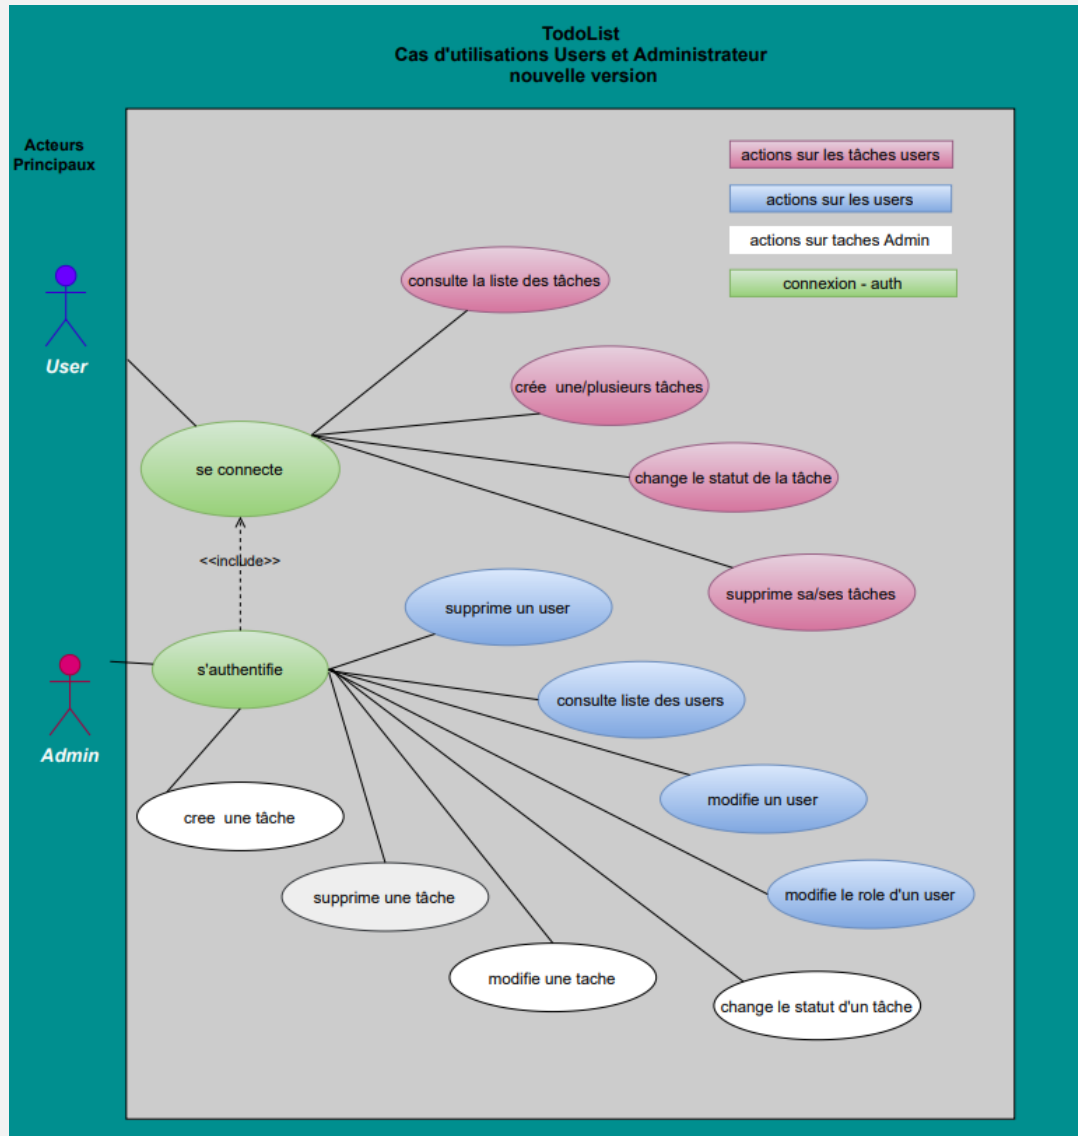 TodoList
Cas d'utilisations Users et Administrateur
nouvelle version
Acteurs
Principaux
actions sur les tâches users
actions sur les users
actions sur taches Admin
connexion - auth
consulte la liste des tâches
User
crée une/plusieurs tâches
se connecte
change le statut de la tâche
<<include>>
supprime sa/ses tâches
supprime un user
s'authentifie
consulte liste des users
Admin
modifie un user
cree une tâche
supprime une tâche
modifie le role d'un user
modifie une tache
change le statut d'un tâche